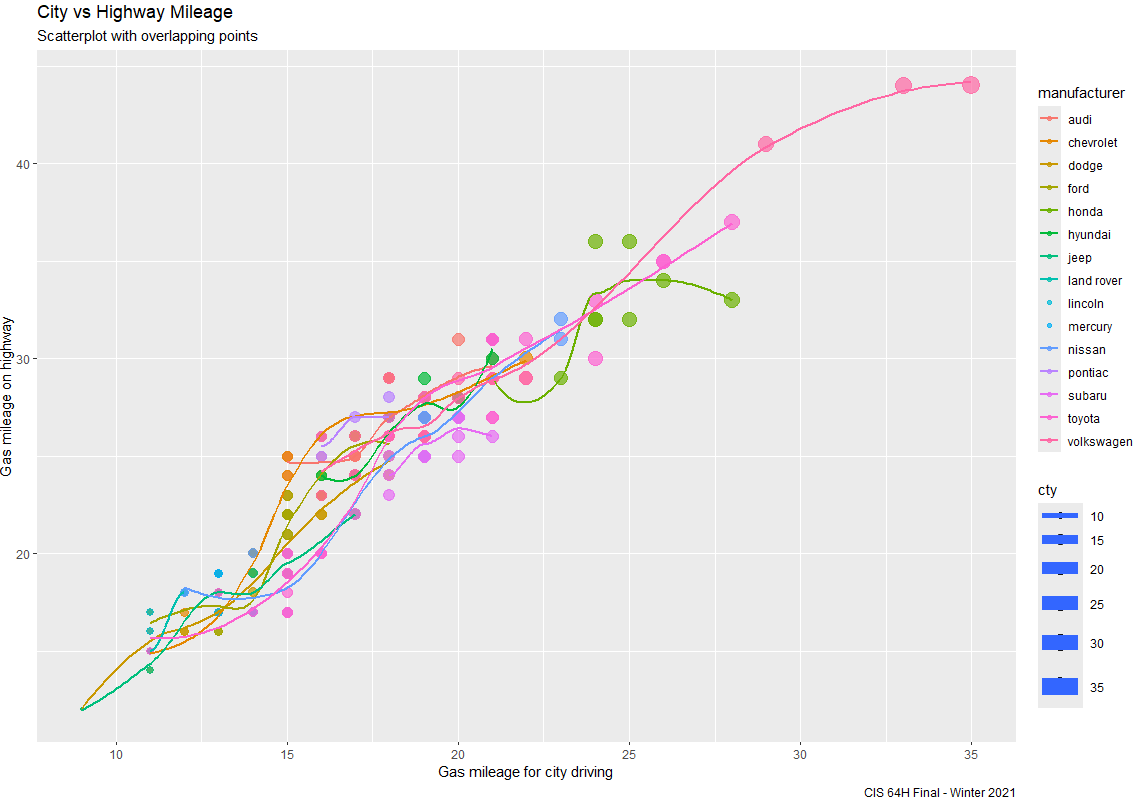 City vs Highway Mileage
Scatterplot with overlapping points
Gas mileage on highway
40
30
20
10
15
20
25
30
35
Gas mileage for city driving
manufacturer
audi
chevrolet
dodge
ford
honda
hyundai
jeep
land rover
lincoln
mercury
nissan
pontiac
subaru
toyota
volkswagen
cty
10
15
20
25
30
35
CIS 64H Final - Winter 2021